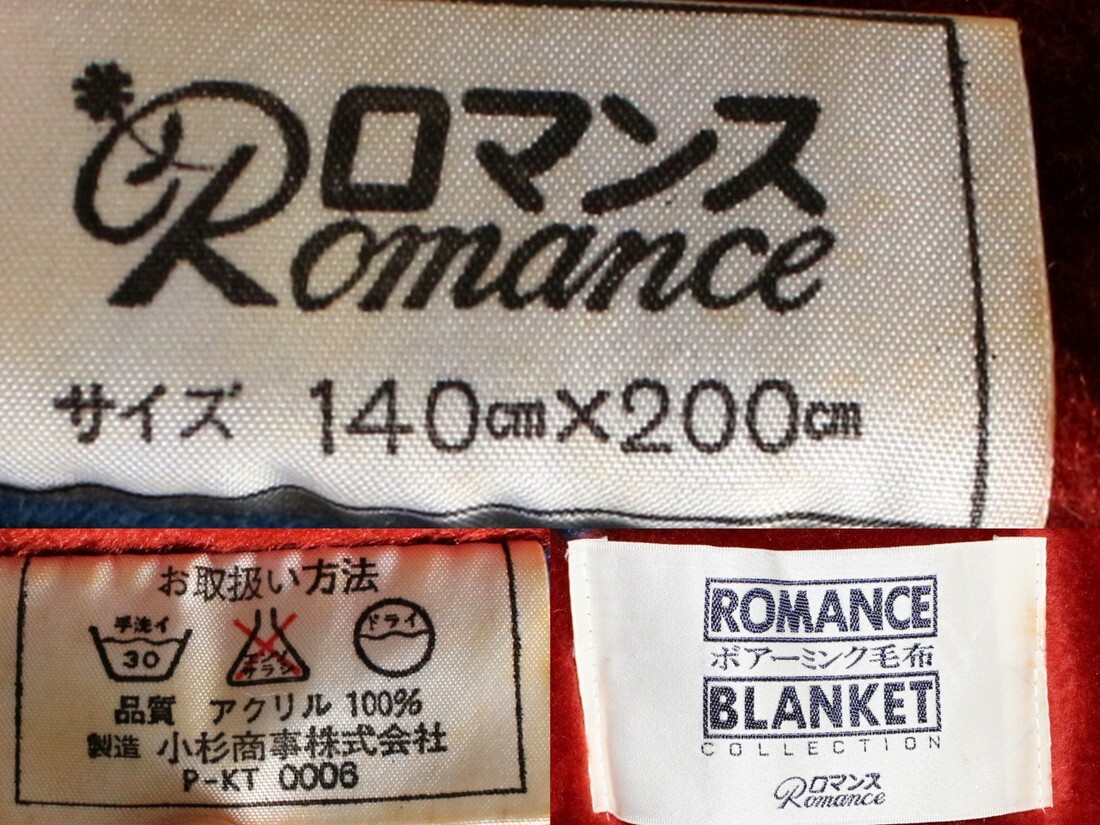 ロマンス
Romance
サイズ 140cm×200cm
お取扱い方法
手洗イ
30
エンソサラシ
ドライ
品質 アクリル 100%
製造 小杉商事株式会社
P-KT 0006
ROMANCE
ボアーミンク毛布
BLANKET
COLLECTION
ロマンス
Romance